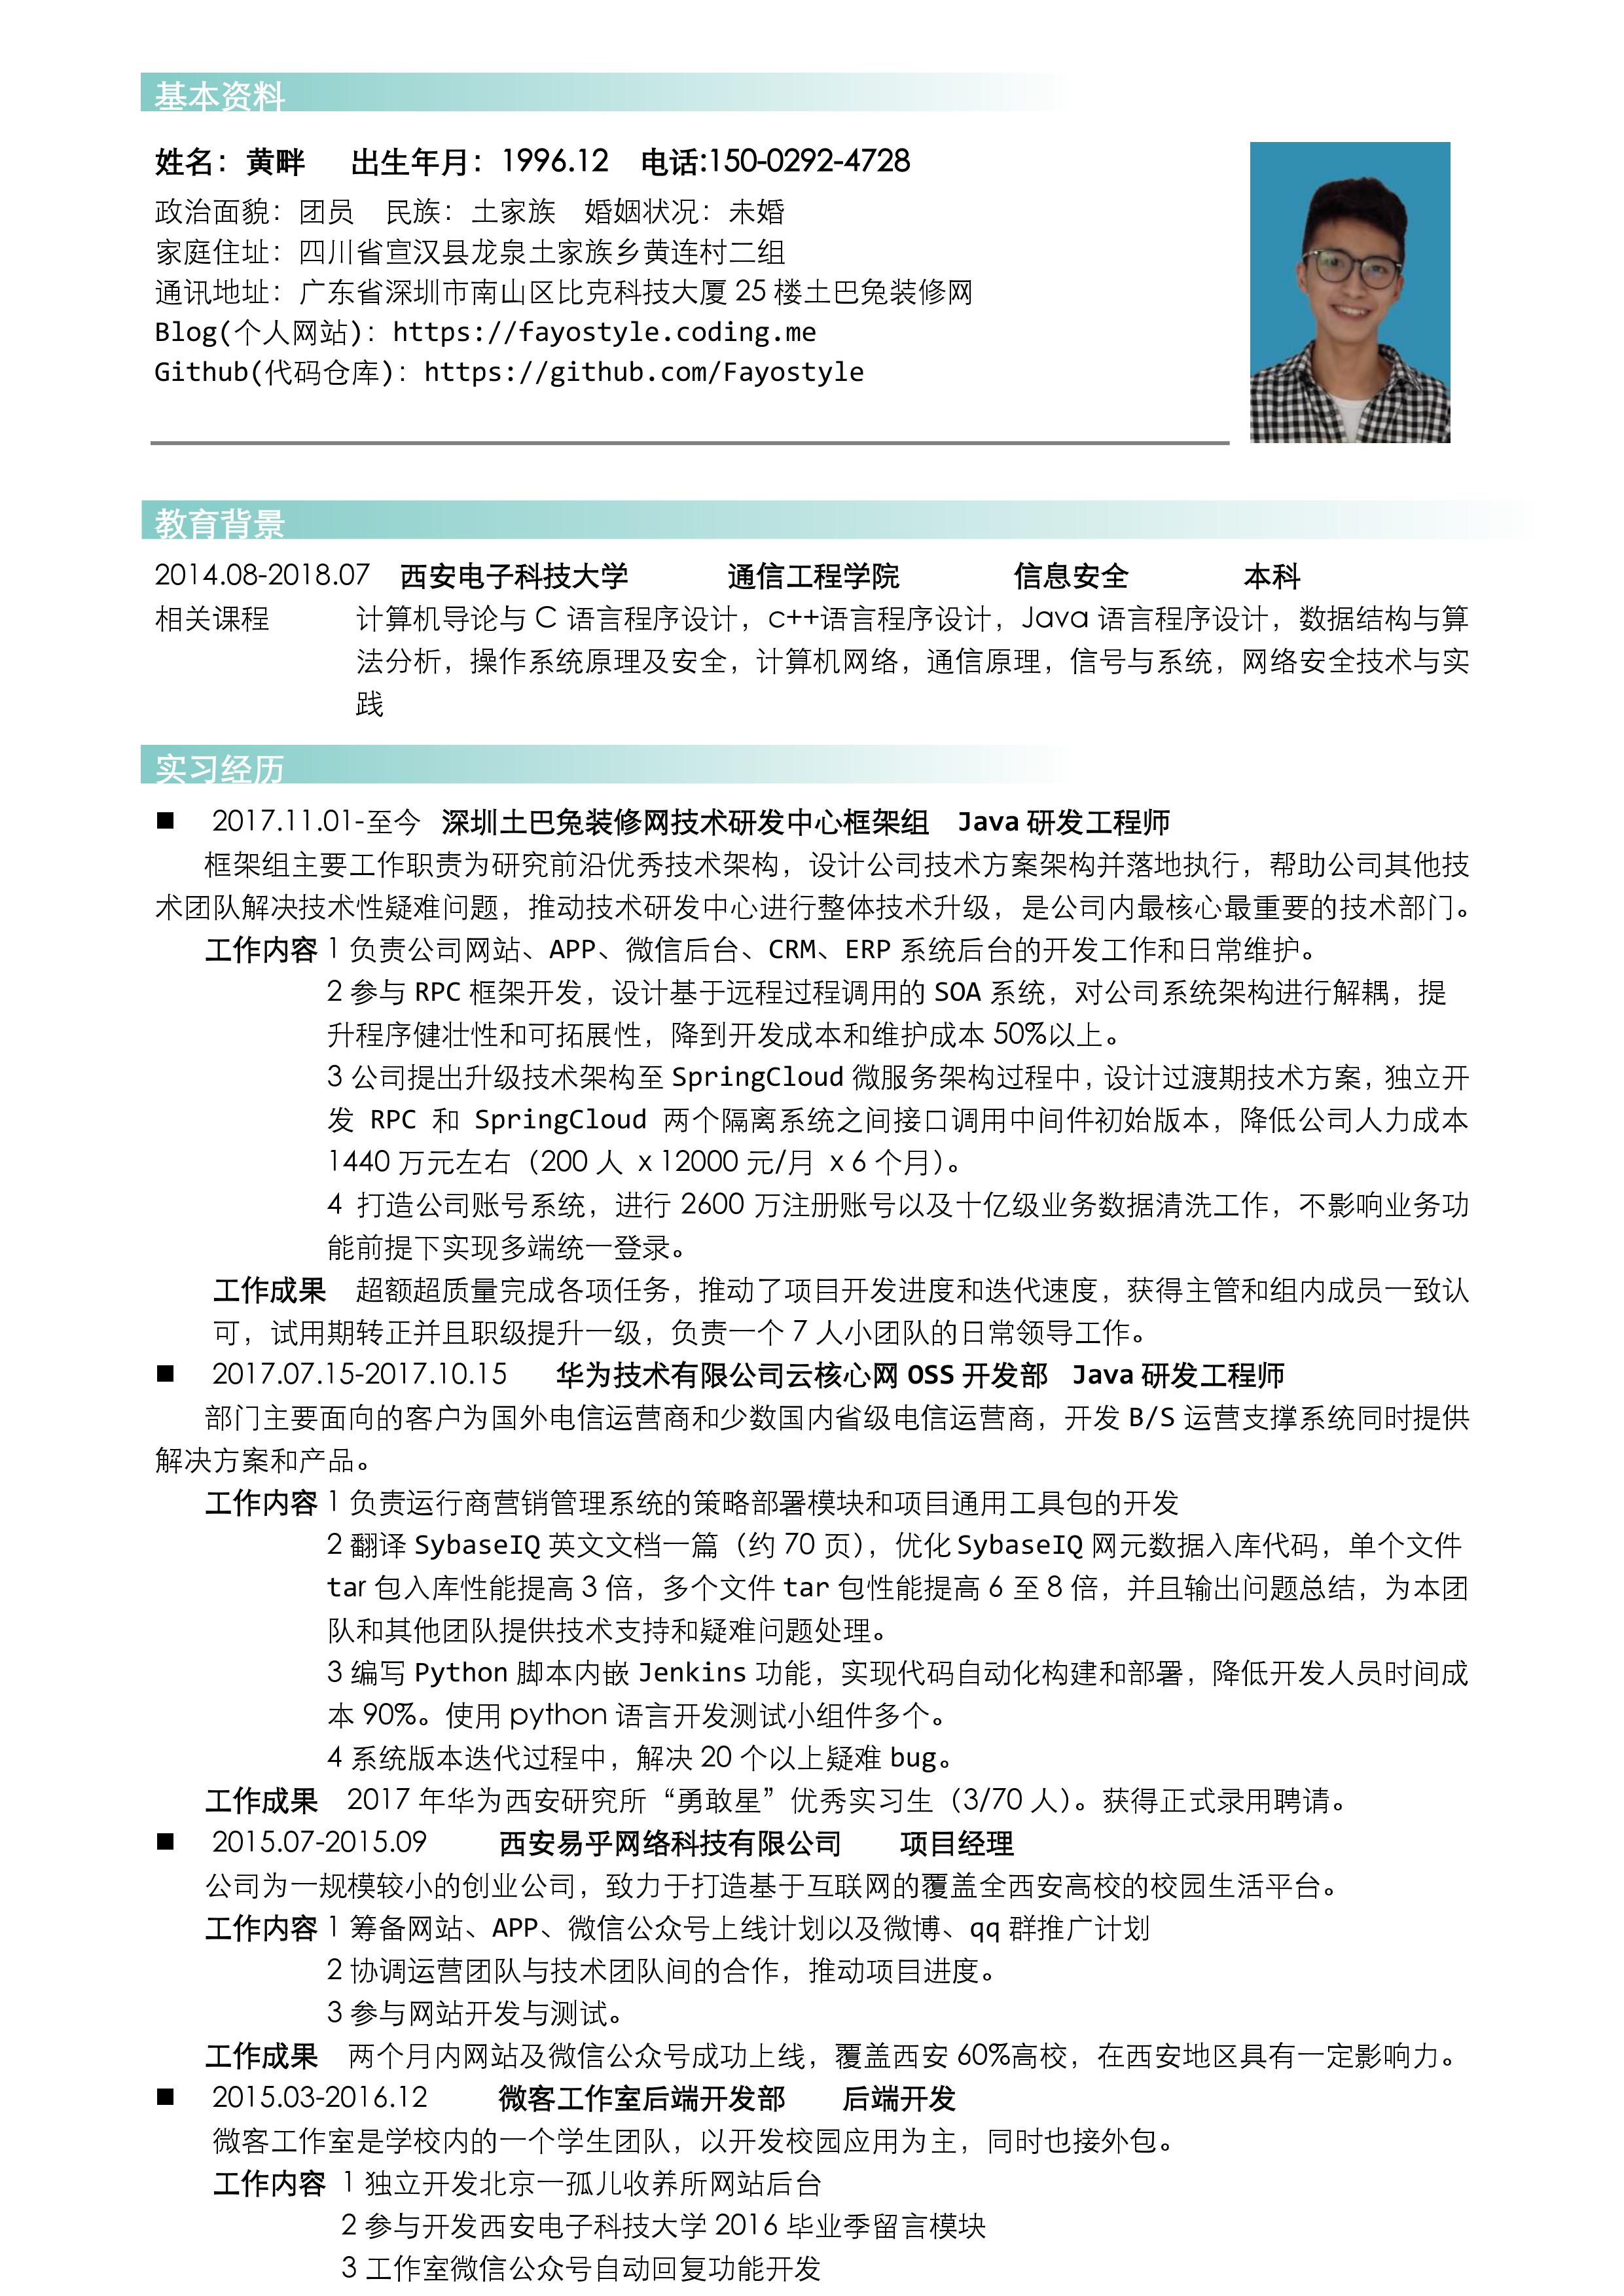 基本资料
姓名：黄畔 出生年月：1996.12 电话:150-0292-4728
政治面貌：团员 民族：土家族 婚姻状况：未婚
家庭住址：四川省宣汉县龙泉土家族乡黄连村二组
通讯地址：广东省深圳市南山区比克科技大厦 25 楼土巴兔装修网
Blog(个人网站)：https://fayostyle.coding.me
Github(代码仓库)：https://github.com/Fayostyle
教育背景
2014.08-2018.07 西安电子科技大学 通信工程学院 信息安全 本科
相关课程 计算机导论与 C 语言程序设计，c++语言程序设计，Java 语言程序设计，数据结构与算
法分析，操作系统原理及安全，计算机网络，通信原理，信号与系统，网络安全技术与实
践
实习经历
■ 2017.11.01-至今 深圳土巴兔装修网技术研发中心框架组 Java 研发工程师
框架组主要工作职责为研究前沿优秀技术架构，设计公司技术方案架构并落地执行，帮助公司其他技
术团队解决技术性疑难问题，推动技术研发中心进行整体技术升级，是公司内最核心最重要的技术部门。
工作内容 1 负责公司网站、APP、微信后台、CRM、ERP 系统后台的开发工作和日常维护。
2 参与 RPC 框架开发，设计基于远程过程调用的 SOA 系统，对公司系统架构进行解耦，提
升程序健壮性和可拓展性，降到开发成本和维护成本 50%以上。
3 公司提出升级技术架构至 SpringCloud 微服务架构过程中，设计过渡期技术方案，独立开
发 RPC 和 SpringCloud 两个隔离系统之间接口调用中间件初始版本，降低公司人力成本
1440 万元左右（200 人 x 12000 元/月 x 6 个月）。
4 打造公司账号系统，进行 2600 万注册账号以及十亿级业务数据清洗工作，不影响业务功
能前提下实现多端统一登录。
工作成果 超额超质量完成各项任务，推动了项目开发进度和迭代速度，获得主管和组内成员一致认
可，试用期转正并且职级提升一级，负责一个 7 人小团队的日常领导工作。
■ 2017.07.15-2017.10.15 华为技术有限公司云核心网 OSS 开发部 Java 研发工程师
部门主要面向的客户为国外电信运营商和少数国内省级电信运营商，开发 B/S 运营支撑系统同时提供
解决方案和产品。
工作内容 1 负责运行商营销管理系统的策略部署模块和项目通用工具包的开发
2 翻译 SybaseIQ 英文文档一篇（约 70 页），优化 SybaseIQ 网元数据入库代码，单个文件
tar 包入库性能提高 3 倍，多个文件 tar 包性能提高 6 至 8 倍，并且输出问题总结，为本团
队和其他团队提供技术支持和疑难问题处理。
3 编写 Python 脚本内嵌 Jenkins 功能，实现代码自动化构建和部署，降低开发人员时间成
本 90%。使用 python 语言开发测试小组件多个。
4 系统版本迭代过程中，解决 20 个以上疑难 bug。
工作成果 2017 年华为西安研究所“勇敢星”优秀实习生（3/70 人）。获得正式录用聘请。
■ 2015.07-2015.09 西安易乎网络科技有限公司 项目经理
公司为一规模较小的创业公司，致力于打造基于互联网的覆盖全西安高校的校园生活平台。
工作内容 1 筹备网站、APP、微信公众号上线计划以及微博、qq 群推广计划
2 协调运营团队与技术团队间的合作，推动项目进度。
3 参与网站开发与测试。
工作成果 两个月内网站及微信公众号成功上线，覆盖西安 60%高校，在西安地区具有一定影响力。
■ 2015.03-2016.12 微客工作室后端开发部 后端开发
微客工作室是学校内的一个学生团队，以开发校园应用为主，同时也接外包。
工作内容 1 独立开发北京一孤儿收养所网站后台
2 参与开发西安电子科技大学 2016 毕业季留言模块
3 工作室微信公众号自动回复功能开发